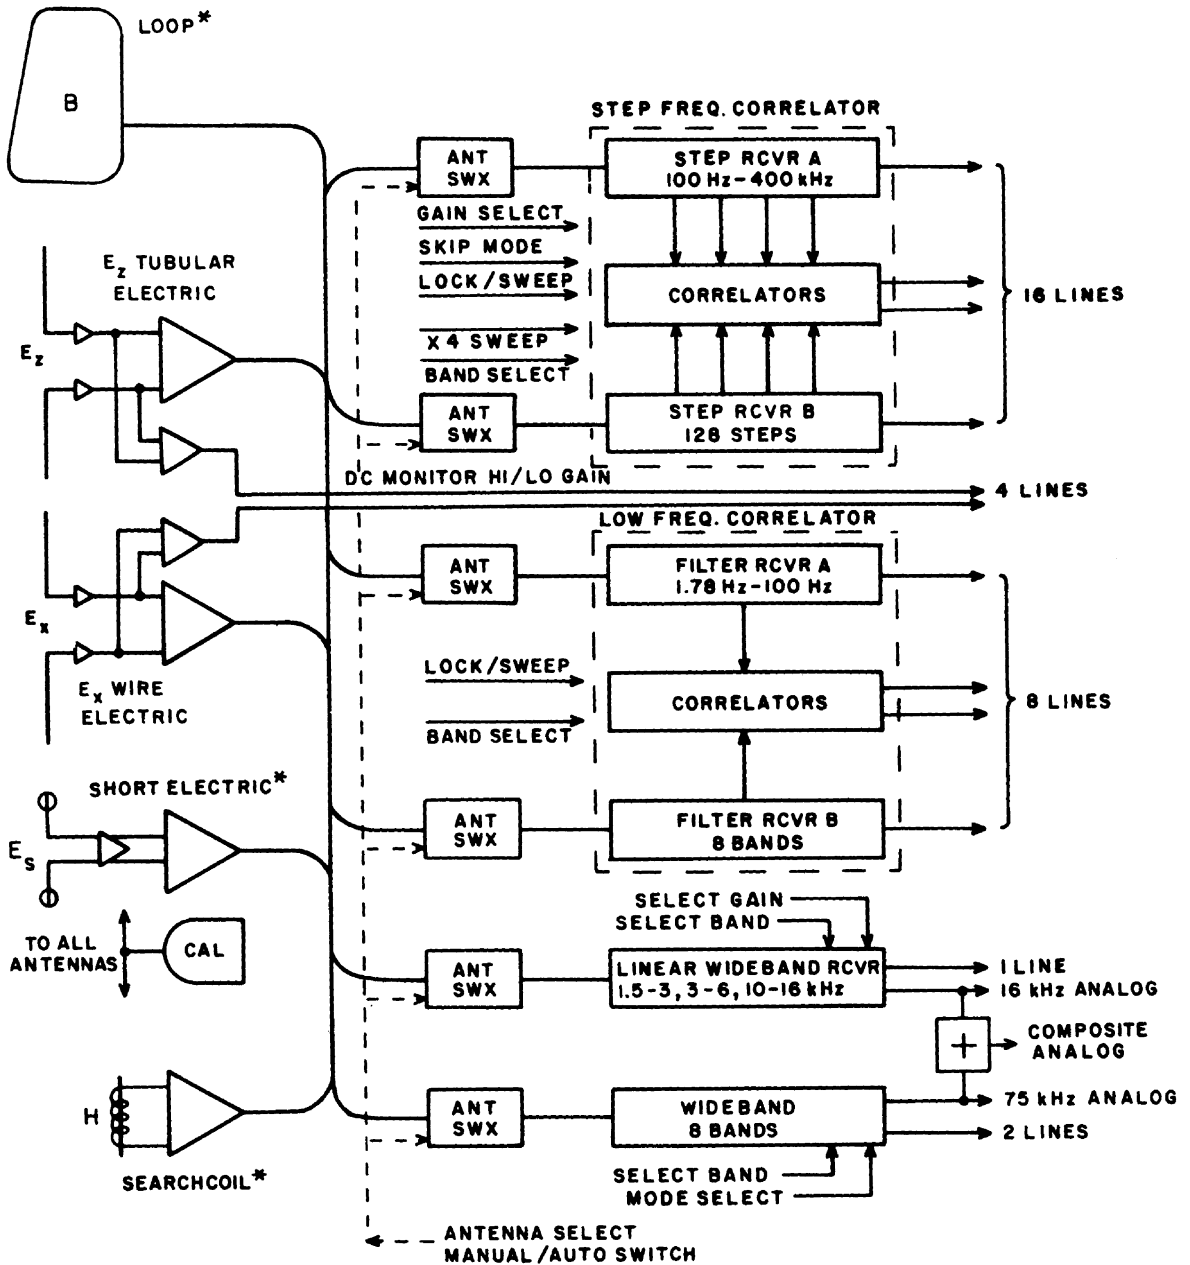 LOOP*
B
STEP FREQ. CORRELATOR
ANT
SWX
STEP RCVR A
100 Hz-400 kHz
GAIN SELECT
SKIP MODE
LOCK/SWEEP
X 4 SWEEP
BAND SELECT
CORRELATORS
16 LINES
EZ TUBULAR
ELECTRIC
EZ
ANT
SWX
STEP RCVR B
128 STEPS
DC MONITOR HI/LO GAIN
4 LINES
LOW FREQ. CORRELATOR
ANT
SWX
FILTER RCVR A
1.78 Hz-100 Hz
EX
EX WIRE
ELECTRIC
LOCK/SWEEP
BAND SELECT
CORRELATORS
8 LINES
SHORT ELECTRIC*
ES
ANT
SWX
FILTER RCVR B
8 BANDS
SELECT GAIN
SELECT BAND
TO ALL
ANTENNAS
CAL
ANT
SWX
LINEAR WIDEBAND RCVR
1.5-3, 3-6, 10-16 kHz
1 LINE
16 kHz ANALOG
+
COMPOSITE
ANALOG
H
SEARCHCOIL*
ANT
SWX
WIDEBAND
8 BANDS
75 kHz ANALOG
2 LINES
SELECT BAND
MODE SELECT
ANTENNA SELECT
MANUAL/AUTO SWITCH